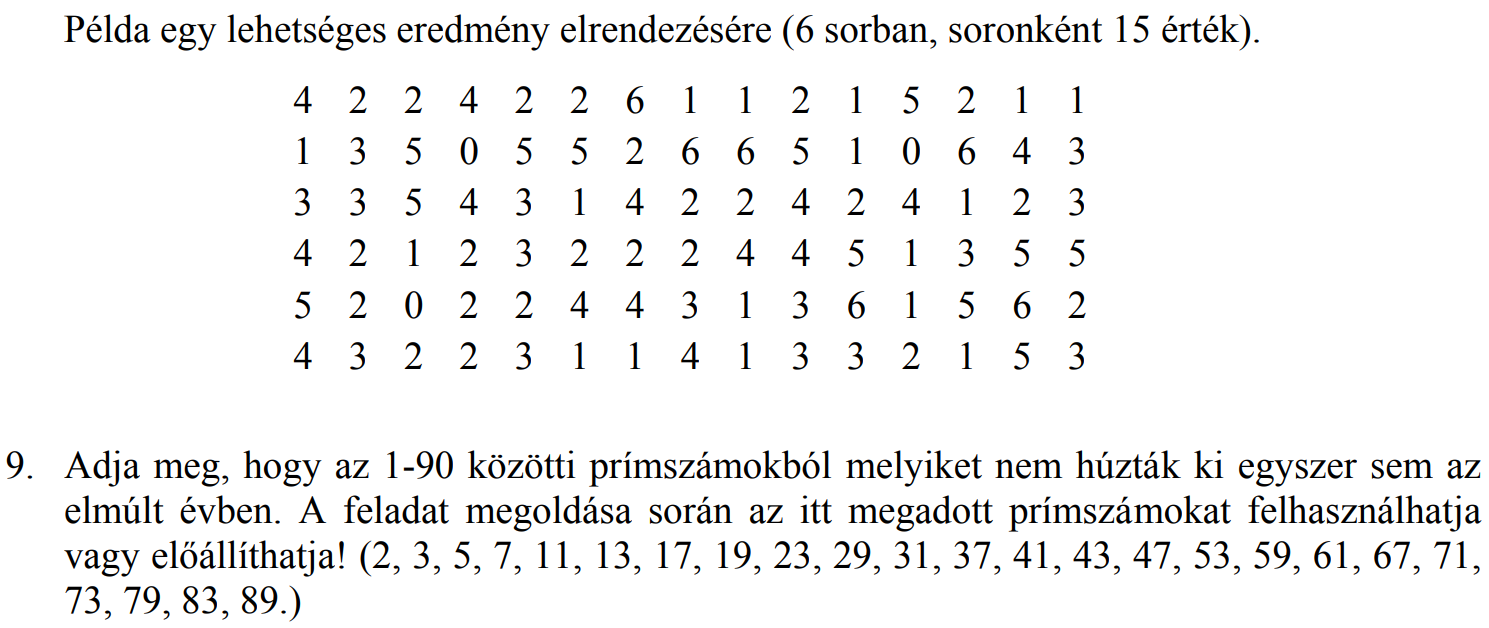 Példa egy lehetséges eredmény elrendezésére (6 sorban, soronként 15 érték).
4 2 2 4 2 2 6 1 1 2 1 5 2 1 1
1 3 5 0 5 5 2 6 6 5 1 0 6 4 3
3 3 5 4 3 1 4 2 2 4 2 4 1 2 3
4 2 1 2 3 2 2 2 4 4 5 1 3 5 5
5 2 0 2 2 4 4 3 1 3 6 1 5 6 2
4 3 2 2 3 1 1 4 1 3 3 2 1 5 3
9. Adja meg, hogy az 1-90 közötti prímszámokból melyiket nem húzták ki egyszer sem az
elmúlt évben. A feladat megoldása során az itt megadott prímszámokat felhasználhatja
vagy előállíthatja! (2, 3, 5, 7, 11, 13, 17, 19, 23, 29, 31, 37, 41, 43, 47, 53, 59, 61, 67, 71,
73, 79, 83, 89.)